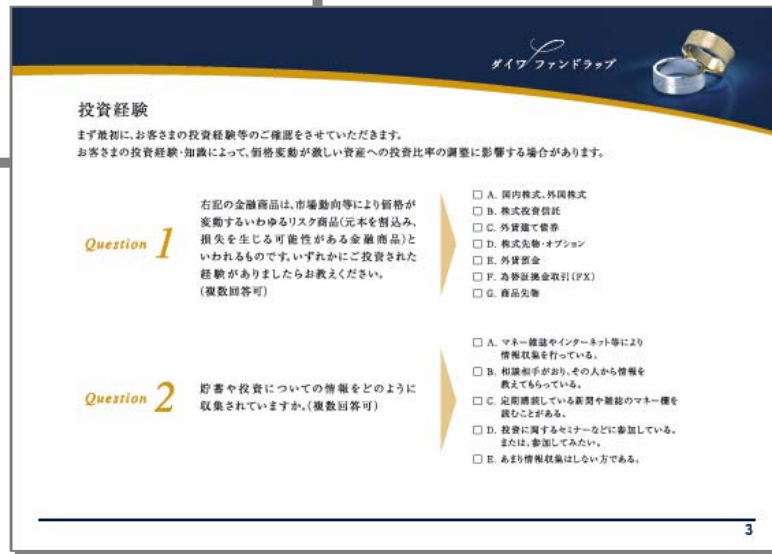 ダイワファンドラップ
投資経験
まず最初に、お客さまの投資経験等のご確認をさせていただきます。
お客さまの投資経験・知識によって、価格変動が激しい資産への投資比率の調整に影響する場合があります。
Question 1
右記の金融商品は、市場動向等により価格が
変動するいわゆるリスク商品(元本を割込み、
損失を生じる可能性がある金融商品)と
いわれるものです。いずれかにご投資された
経験がありましたらお教えください。
(複数回答可)
□ A. 国内株式、外国株式
□ B. 株式投資信託
□ C. 外貨建て債券
□ D. 株式先物・オプション
□ E. 外貨預金
□ F. 為替証拠金取引(FX)
□ G. 商品先物
Question 2
貯蓄や投資についての情報をどのように
収集されていますか。(複数回答可)
□ A. マネー雑誌やインターネット等により
情報収集を行っている。
□ B. 相談相手がおり、その人から情報を
教えてもらっている。
□ C. 定期購読している新聞や雑誌のマネー欄を
読むことがある。
□ D. 投資に関するセミナーなどに参加している。
または、参加してみたい。
□ E. あまり情報収集はしない方である。
3